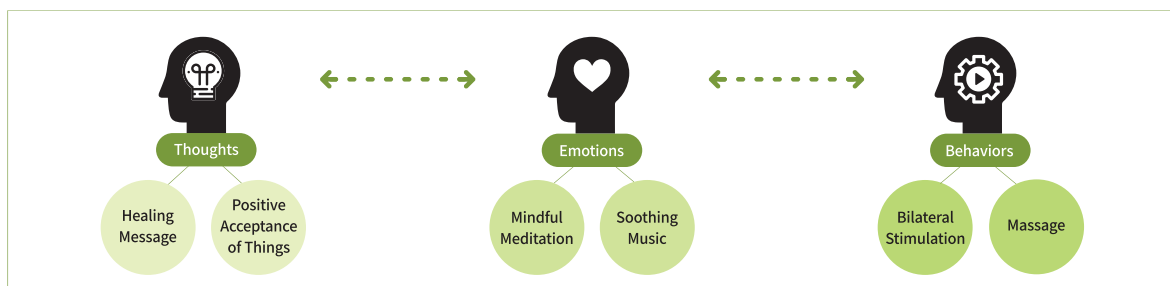 Thoughts
Healing
Message
Positive
Acceptance
of Things
Emotions
Mindful
Meditation
Soothing
Music
Behaviors
Bilateral
Stimulation
Massage